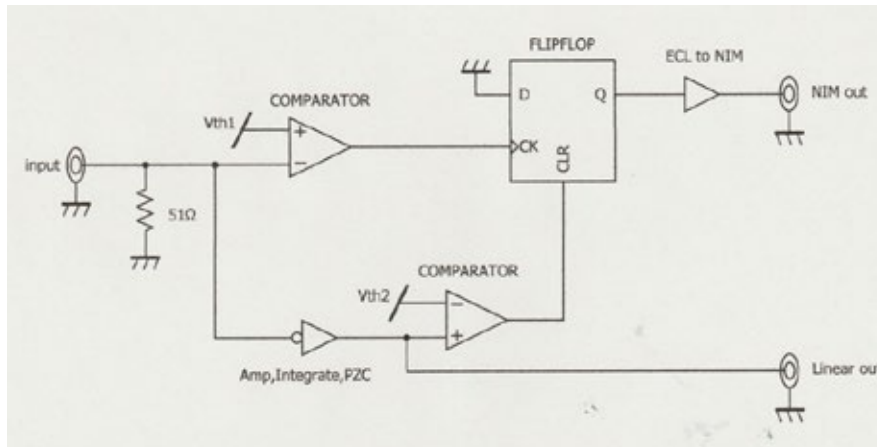 FLIPFLOP
ECL to NIM
COMPARATOR
D
Q
Vth1
NIM out
+
CK
input
−
CLR
51Ω
COMPARATOR
Vth2
−
+
Amp,Integrate,PZC
Linear ou